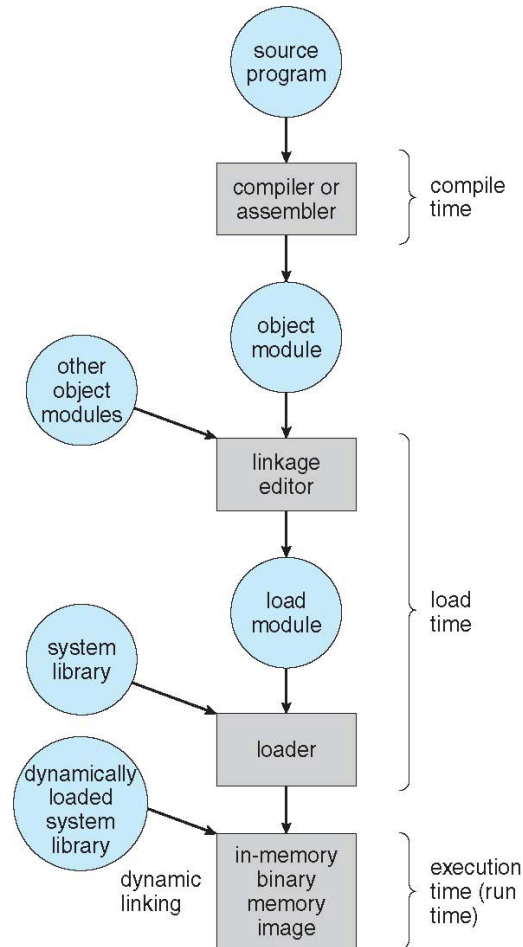 source
program
compiler or
assembler
compile
time
object
module
other
object
modules
linkage
editor
load
module
load
time
system
library
loader
dynamically
loaded
system
library
dynamic
linking
in-memory
binary
memory
image
execution
time (run
time)